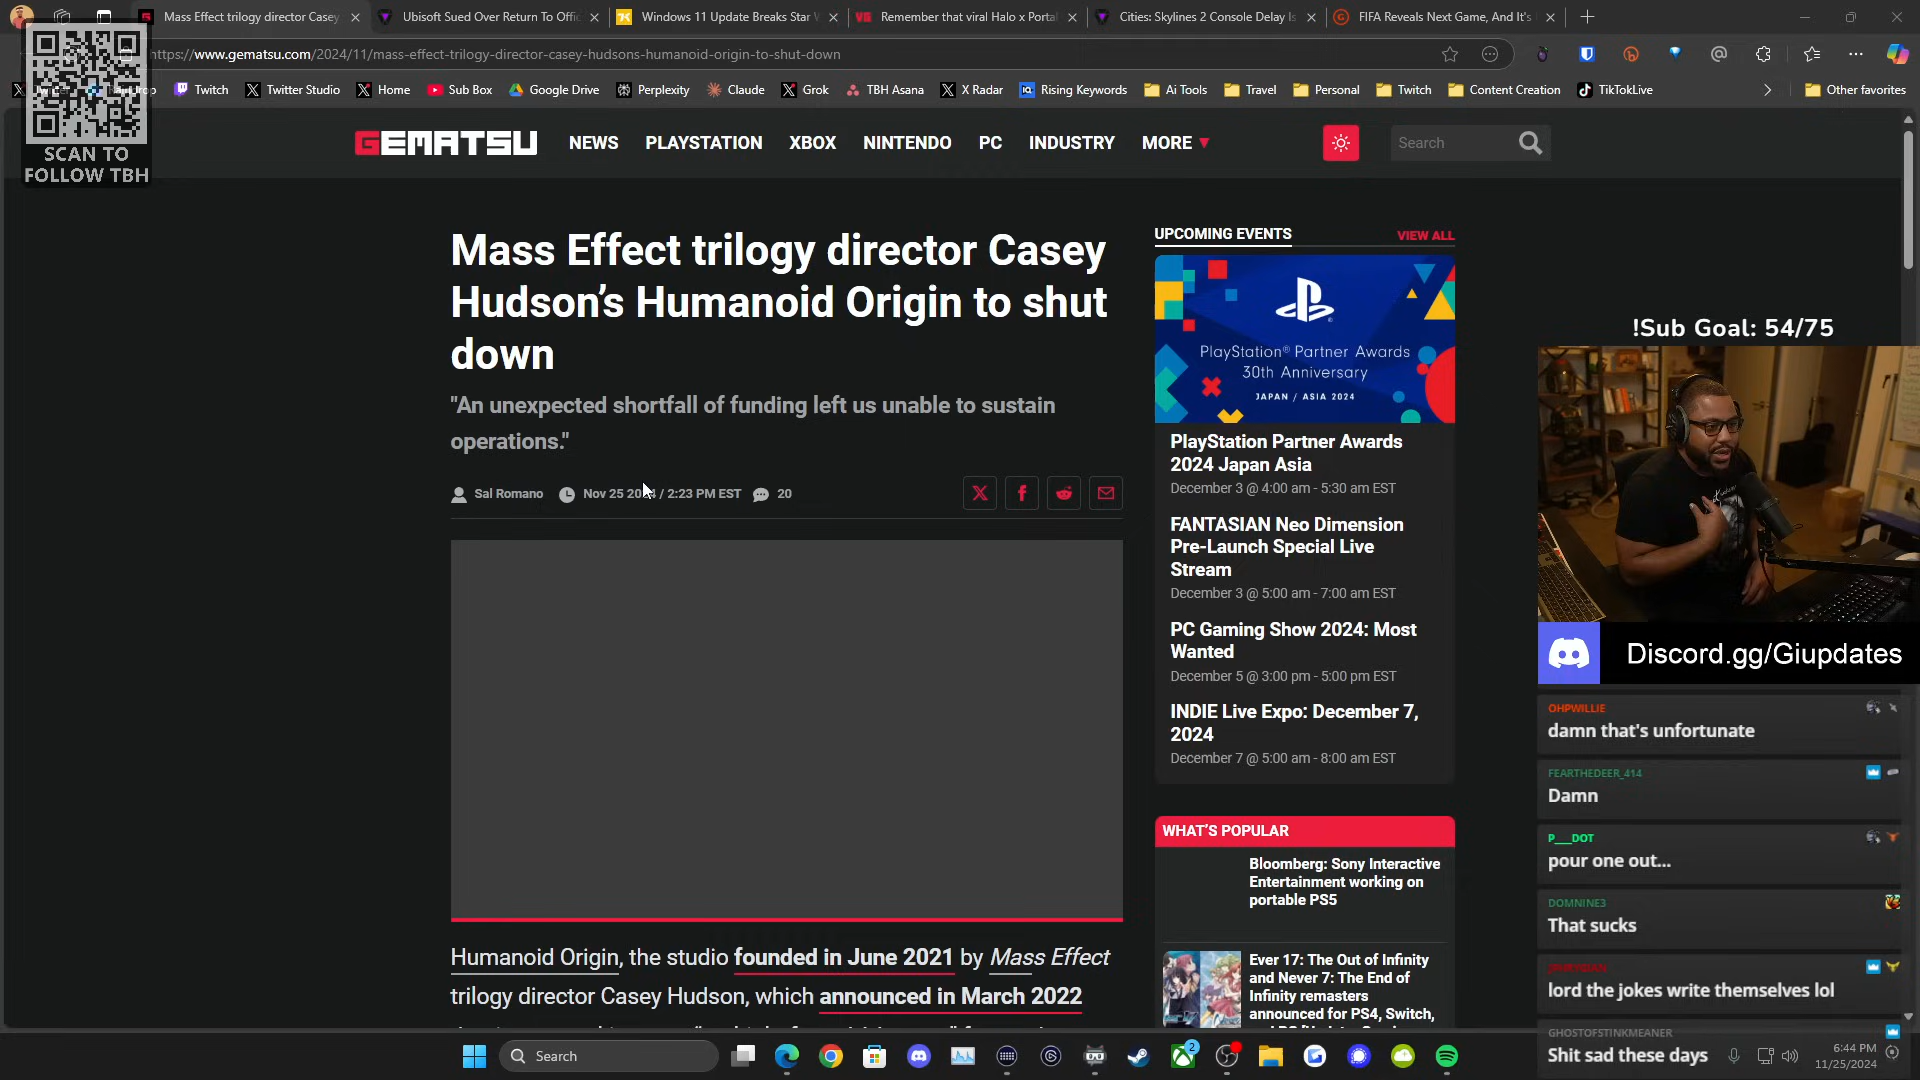 Mass Effect trilogy director Casey
Ubisoft Sued Over Return To Offi
Windows 11 Update Breaks Star W
Remember that viral Halo x Porta
Cities: Skylines 2 Console Delay Is
FIFA Reveals Next Game, And It's
https://www.gematsu.com/2024/11/mass-effect-trilogy-director-casey-hudsons-humanoid-origin-to-shut-down
Twitch
Twitter Studio
Home
Sub Box
Google Drive
Perplexity
Claude
Grok
TBH Asana
X Radar
Rising Keywords
Ai Tools
Travel
Personal
Twitch
Content Creation
TikTokLive
Other favorites
SCAN TO
FOLLOW TBH
GEMATSU
NEWS
PLAYSTATION
XBOX
NINTENDO
PC
INDUSTRY
MORE
Search
Mass Effect trilogy director Casey
Hudson’s Humanoid Origin to shut
down
"An unexpected shortfall of funding left us unable to sustain
operations."
Sal Romano
Nov 25 2024 / 2:23 PM EST
20
Humanoid Origin, the studio founded in June 2021 by Mass Effect
trilogy director Casey Hudson, which announced in March 2022
UPCOMING EVENTS
VIEW ALL
PlayStation® Partner Awards
30th Anniversary
JAPAN / ASIA 2024
PlayStation Partner Awards
2024 Japan Asia
December 3 @ 4:00 am - 5:30 am EST
FANTASIAN Neo Dimension
Pre-Launch Special Live
Stream
December 3 @ 5:00 am - 7:00 am EST
PC Gaming Show 2024: Most
Wanted
December 5 @ 3:00 pm - 5:00 pm EST
INDIE Live Expo: December 7,
2024
December 7 @ 5:00 am - 8:00 am EST
WHAT’S POPULAR
Bloomberg: Sony Interactive
Entertainment working on
portable PS5
Ever 17: The Out of Infinity
and Never 7: The End of
Infinity remasters
announced for PS4, Switch,
!Sub Goal: 54/75
Discord.gg/Giupdates
OHPWILLIE
damn that's unfortunate
FEARTHEDEER_414
Damn
P___DOT
pour one out...
DOMNINE3
That sucks
lord the jokes write themselves lol
GHOSTOFSTINKMEANER
Shit sad these days
Search
2
6:44 PM
11/25/2024